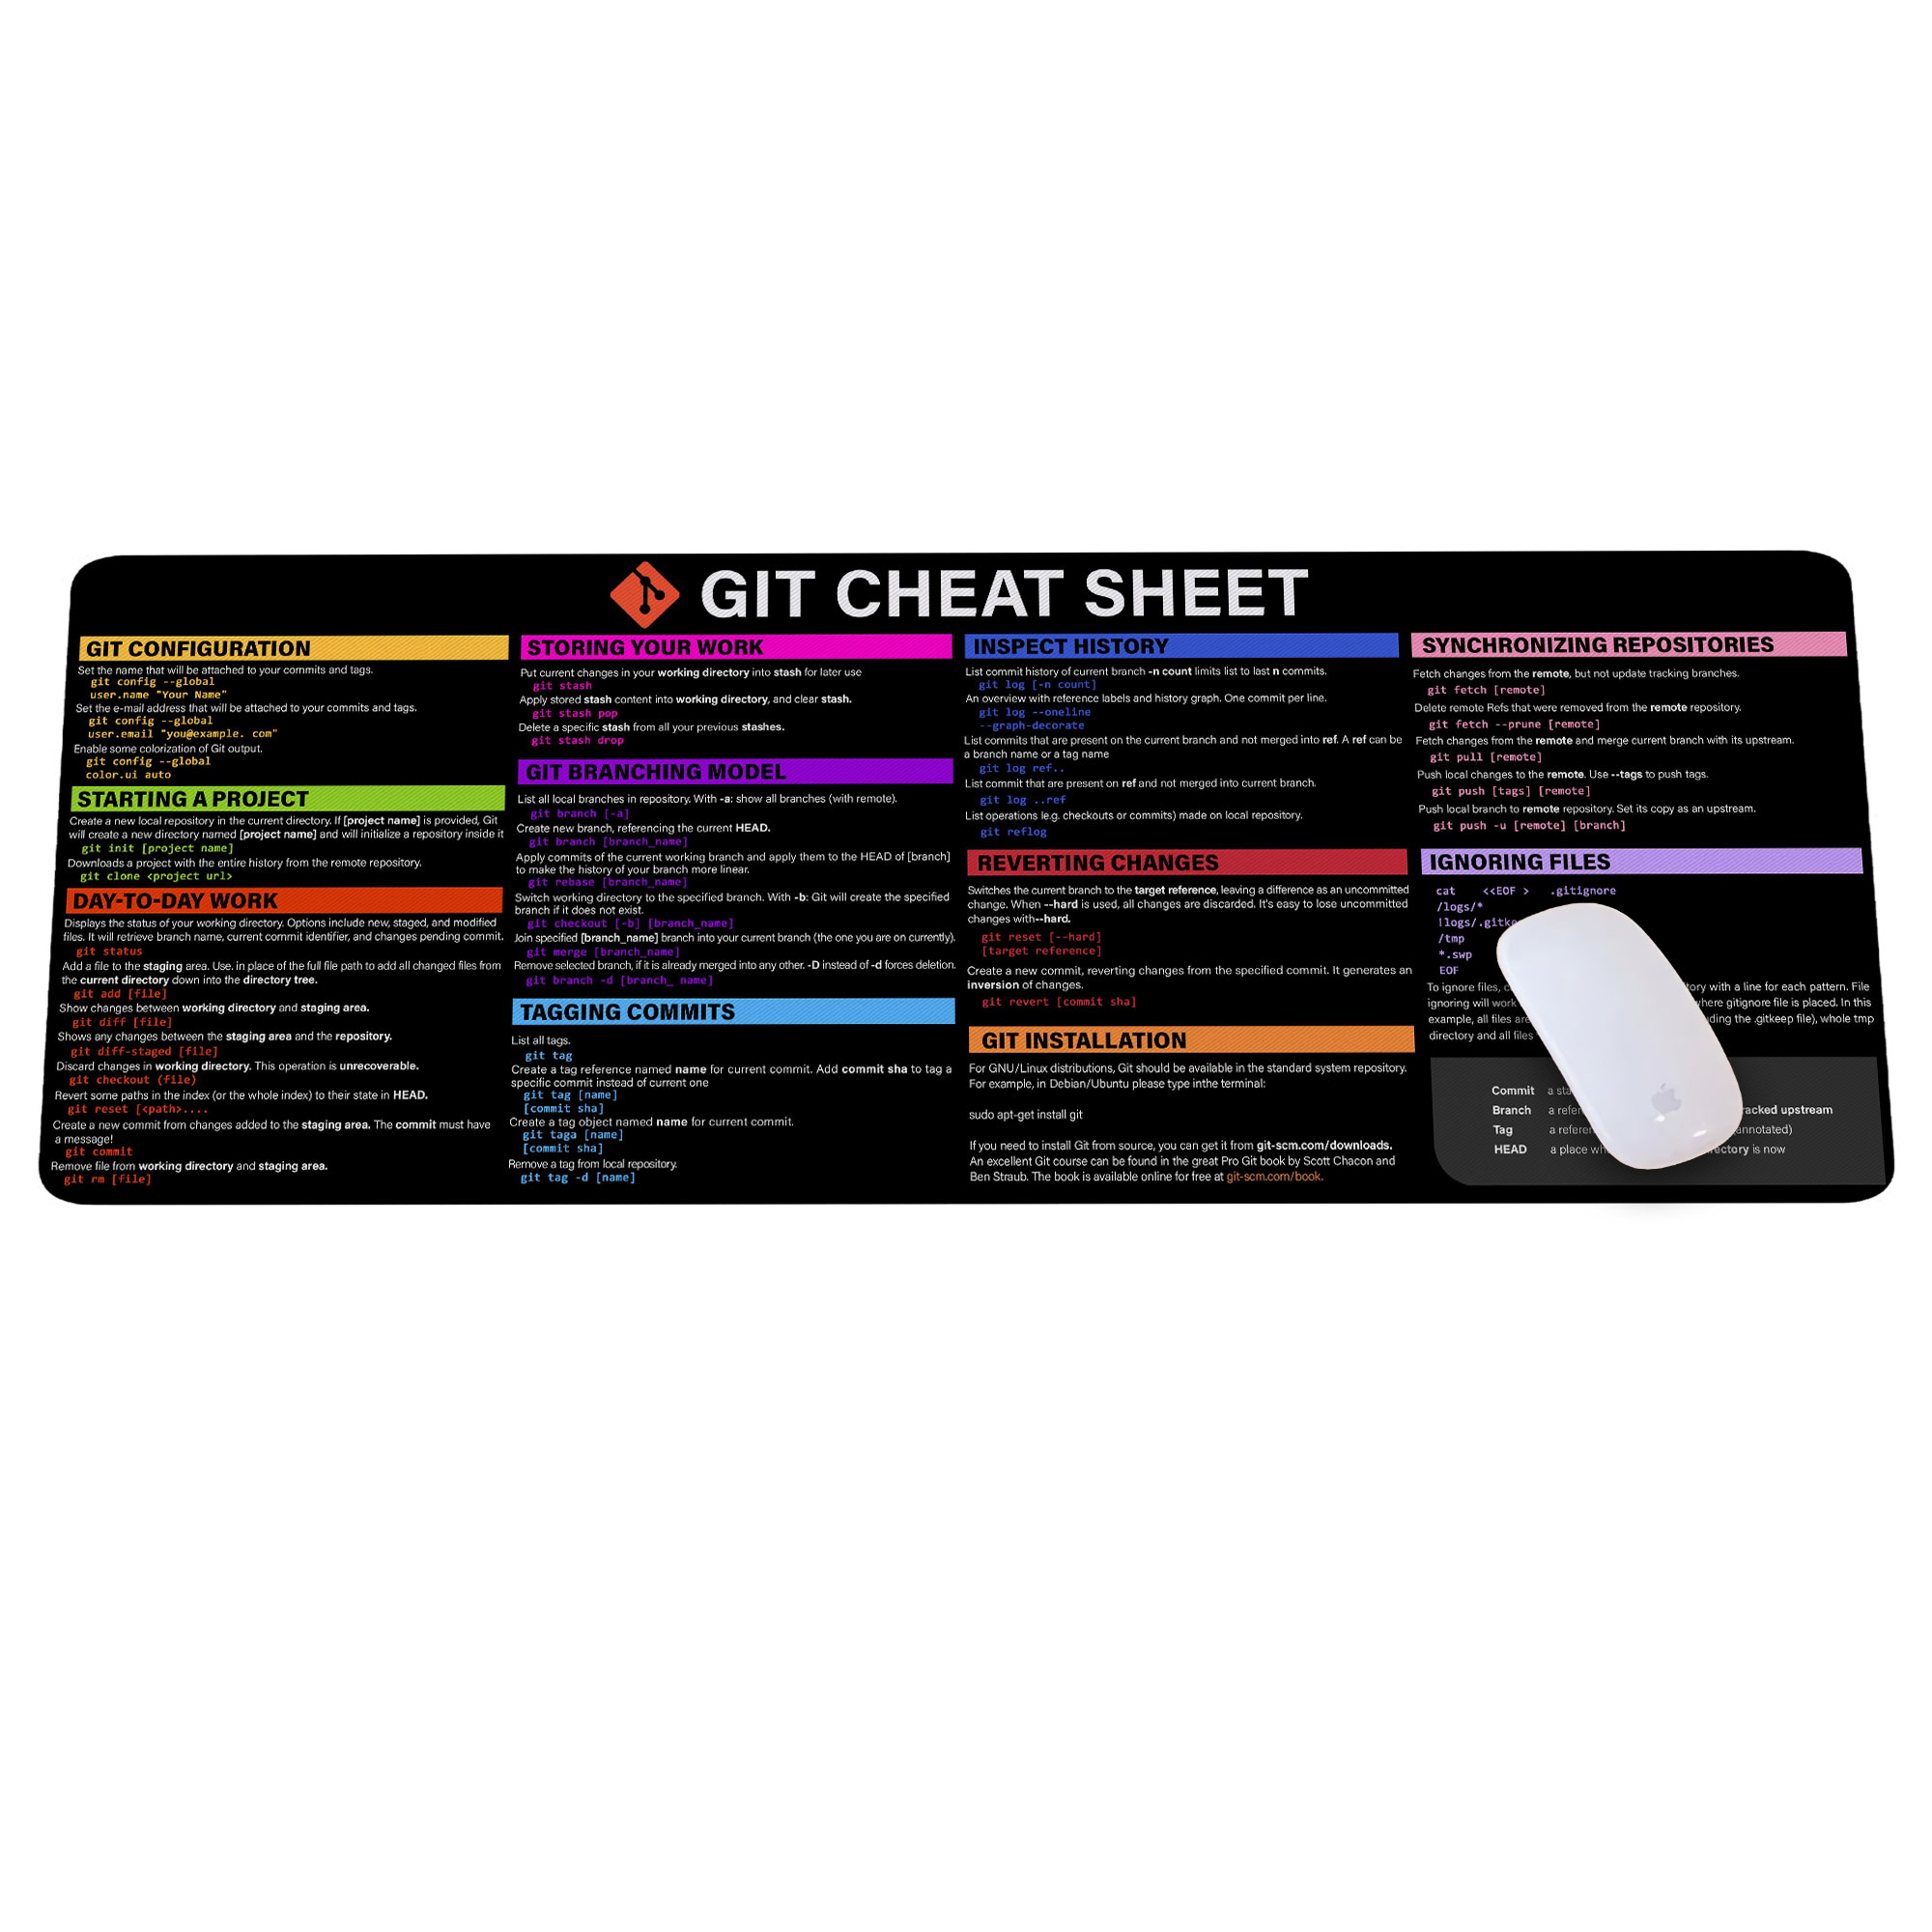 GIT CHEAT SHEET
GIT CONFIGURATION
Set the name that will be attached to your commits and tags.
git config --global
user.name "Your Name"
Set the e-mail address that will be attached to your commits and tags.
git config --global
user.email "you@example. com"
Enable some colorization of Git output.
git config --global
color.ui auto
STARTING A PROJECT
Create a new local repository in the current directory. If [project name] is provided, Git
will create a new directory named [project name] and will initialize a repository inside it
git init [project name]
Downloads a project with the entire history from the remote repository.
git clone <project url>
DAY-TO-DAY WORK
Displays the status of your working directory. Options include new, staged, and modified
files. It will retrieve branch name, current commit identifier, and changes pending commit.
git status
Add a file to the staging area. Use. in place of the full file path to add all changed files from
the current directory down into the directory tree.
git add [file]
Show changes between working directory and staging area.
git diff [file]
Shows any changes between the staging area and the repository.
git diff-staged [file]
Discard changes in working directory. This operation is unrecoverable.
git checkout (file)
Revert some paths in the index (or the whole index) to their state in HEAD.
git reset [<path>....
Create a new commit from changes added to the staging area. The commit must have
a message!
git commit
Remove file from working directory and staging area.
git rm [file]
STORING YOUR WORK
Put current changes in your working directory into stash for later use
git stash
Apply stored stash content into working directory, and clear stash.
git stash pop
Delete a specific stash from all your previous stashes.
git stash drop
GIT BRANCHING MODEL
List all local branches in repository. With -a: show all branches (with remote).
git branch [-a]
Create new branch, referencing the current HEAD.
git branch [branch_name]
Apply commits of the current working branch and apply them to the HEAD of [branch]
to make the history of your branch more linear.
git rebase [branch_name]
Switch working directory to the specified branch. With -b: Git will create the specified
branch if it does not exist.
git checkout [-b] [branch_name]
Join specified [branch_name] branch into your current branch (the one you are on currently).
git merge [branch_name]
Remove selected branch, if it is already merged into any other. -D instead of -d forces deletion.
git branch -d [branch_ name]
TAGGING COMMITS
List all tags.
git tag
Create a tag reference named name for current commit. Add commit sha to tag a
specific commit instead of current one
git tag [name]
[commit sha]
Create a tag object named name for current commit.
git taga [name]
[commit sha]
Remove a tag from local repository.
git tag -d [name]
INSPECT HISTORY
List commit history of current branch -n count limits list to last n commits.
git log [-n count]
An overview with reference labels and history graph. One commit per line.
git log --oneline
--graph-decorate
List commits that are present on the current branch and not merged into ref. A ref can be
a branch name or a tag name
git log ref..
List commit that are present on ref and not merged into current branch.
git log ..ref
List operations (e.g. checkouts or commits) made on local repository.
git reflog
REVERTING CHANGES
Switches the current branch to the target reference, leaving a difference as an uncommitted
change. When --hard is used, all changes are discarded. It's easy to lose uncommitted
changes with--hard.
git reset [--hard]
[target reference]
Create a new commit, reverting changes from the specified commit. It generates an
inversion of changes.
git revert [commit sha]
GIT INSTALLATION
For GNU/Linux distributions, Git should be available in the standard system repository.
For example, in Debian/Ubuntu please type inthe terminal:
sudo apt-get install git
If you need to install Git from source, you can get it from git-scm.com/downloads.
An excellent Git course can be found in the great Pro Git book by Scott Chacon and
Ben Straub. The book is available online for free at git-scm.com/book.
SYNCHRONIZING REPOSITORIES
Fetch changes from the remote, but not update tracking branches.
git fetch [remote]
Delete remote Refs that were removed from the remote repository.
git fetch --prune [remote]
Fetch changes from the remote and merge current branch with its upstream.
git pull [remote]
Push local changes to the remote. Use --tags to push tags.
git push [tags] [remote]
Push local branch to remote repository. Set its copy as an upstream.
git push -u [remote] [branch]
IGNORING FILES
cat <<EOF > .gitignore
/logs/*
!logs/.gitke
/tmp
*.swp
EOF
To ignore files, with a line for each pattern. File
ignoring will work where gitignore file is placed. In this
example, all files are the .gitkeep file), whole tmp
directory and all files
Commit a
Branch a upstream
Tag a
HEAD a place is now